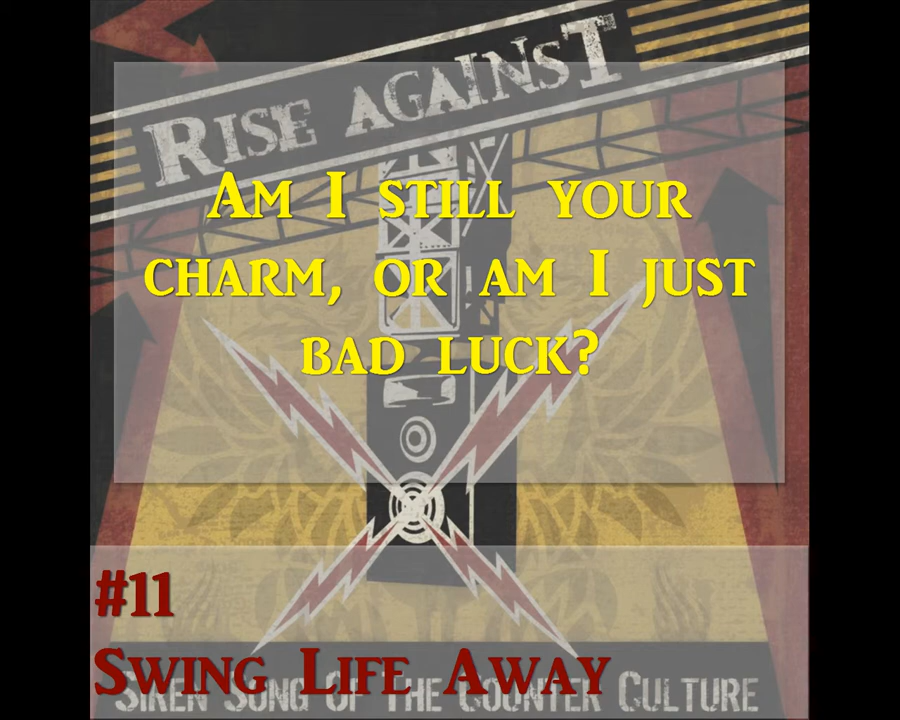 Rise Against
Am I still your
charm, or am I just
bad luck?
#11
Swing Life Away
Siren Song Of The Counter Culture